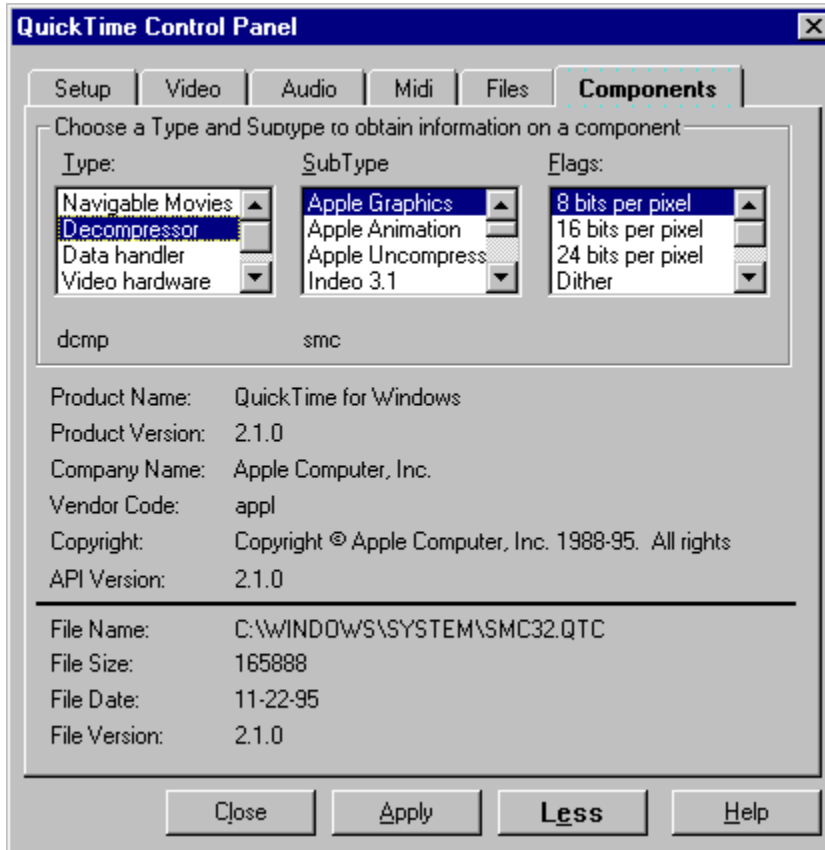 QuickTime Control Panel
Setup Video Audio Midi Files Components
Choose a Type and Subtype to obtain information on a component
Type: SubType Flags:
Navigable Movies Apple Graphics 8 bits per pixel
Decompressor Apple Animation 16 bits per pixel
Data handler Apple Uncompress 24 bits per pixel
Video hardware Indeo 3.1 Dither
dcmp smc
Product Name: QuickTime for Windows
Product Version: 2.1.0
Company Name: Apple Computer, Inc.
Vendor Code: appl
Copyright: Copyright © Apple Computer, Inc. 1988-95. All rights
API Version: 2.1.0
File Name: C:\WINDOWS\SYSTEM\SMC32.QTC
File Size: 165888
File Date: 11-22-95
File Version: 2.1.0
Close Apply Less Help